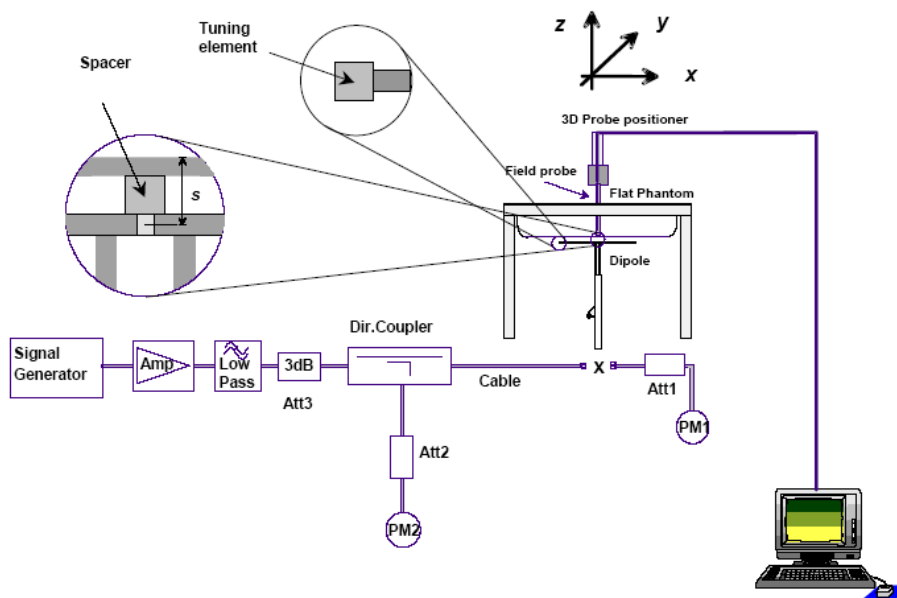 Tuning
element
Spacer
z
y
x
3D Probe positioner
Field probe
Flat Phantom
s
Dipole
Dir.Coupler
Signal
Generator
Amp
Low
Pass
3dB
Att3
Cable
x
Att1
PM1
Att2
PM2